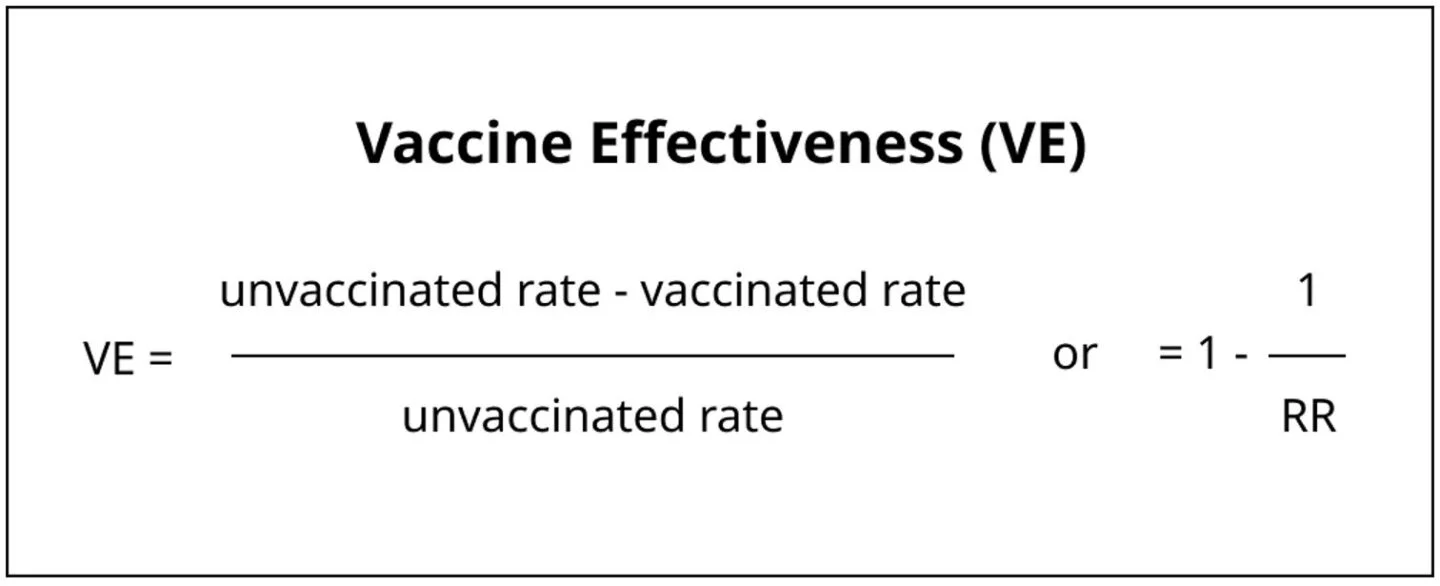 Vaccine Effectiveness (VE)
unvaccinated rate - vaccinated rate
VE =
unvaccinated rate
or
= 1 -
1
RR